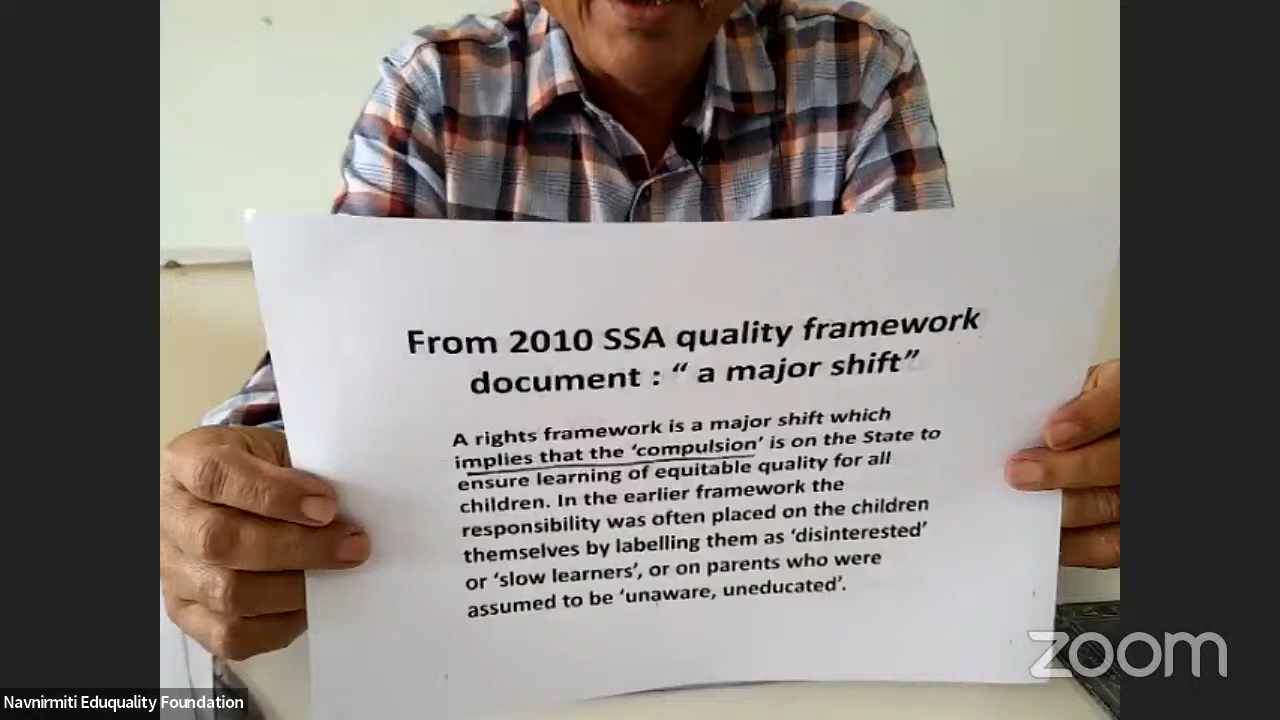 From 2010 SSA quality framework
document : “ a major shift”
A rights framework is a major shift which
implies that the ‘compulsion’ is on the State to
ensure learning of equitable quality for all
children. In the earlier framework the
responsibility was often placed on the children
themselves by labelling them as ‘disinterested’
or ‘slow learners’, or on parents who were
assumed to be ‘unaware, uneducated’.
zoom
Navnirmiti Eduquality Foundation